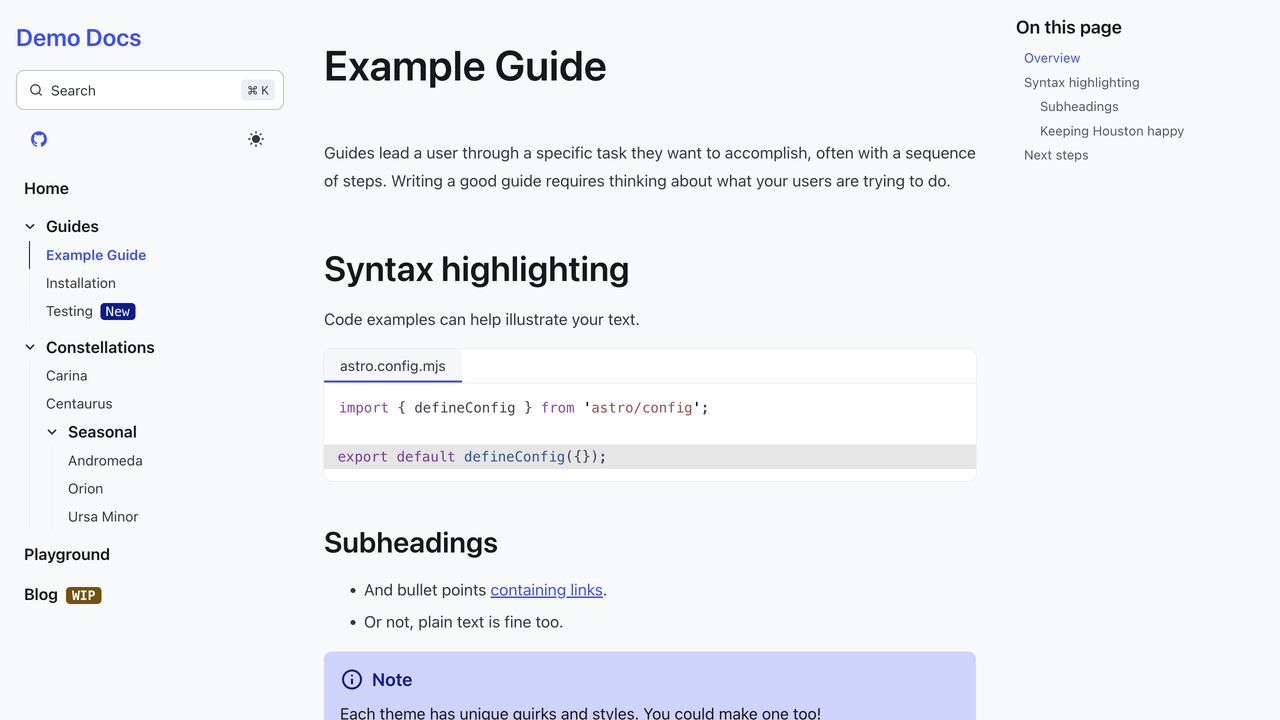 Demo Docs
Search
⌘ K
Home
Guides
Example Guide
Installation
Testing New
Constellations
Carina
Centaurus
Seasonal
Andromeda
Orion
Ursa Minor
Playground
Blog WIP
Example Guide
Guides lead a user through a specific task they want to accomplish, often with a sequence
of steps. Writing a good guide requires thinking about what your users are trying to do.
Syntax highlighting
Code examples can help illustrate your text.
astro.config.mjs
import { defineConfig } from 'astro/config';
export default defineConfig({});
Subheadings
• And bullet points containing links.
• Or not, plain text is fine too.
Note
Each theme has unique quirks and styles. You could make one too!
On this page
Overview
Syntax highlighting
Subheadings
Keeping Houston happy
Next steps